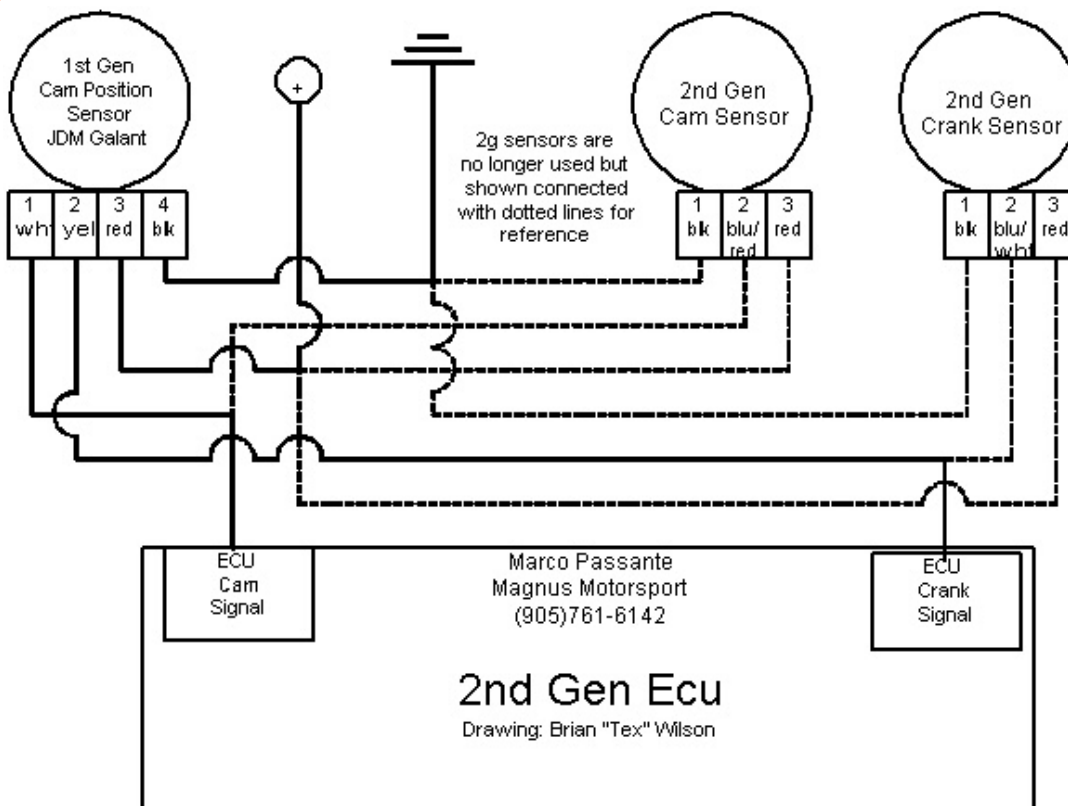 1st Gen
Cam Position
Sensor
JDM Galant
+
2nd Gen
Cam Sensor
2nd Gen
Crank Sensor
2g sensors are
no longer used but
shown connected
with dotted lines for
reference
1 2 3 4
wht yel red blk
1 2 3
blk blu/ red
red
1 2 3
blk blu/ red
wht
ECU
Cam
Signal
Marco Passante
Magnus Motorsport
(905)761-6142
ECU
Crank
Signal
2nd Gen Ecu
Drawing: Brian "Tex" Wilson